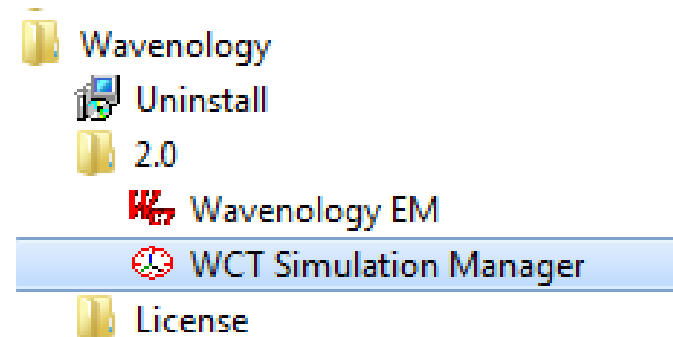 Wavenology
Uninstall
2.0
Wavenology EM
WCT Simulation Manager
License